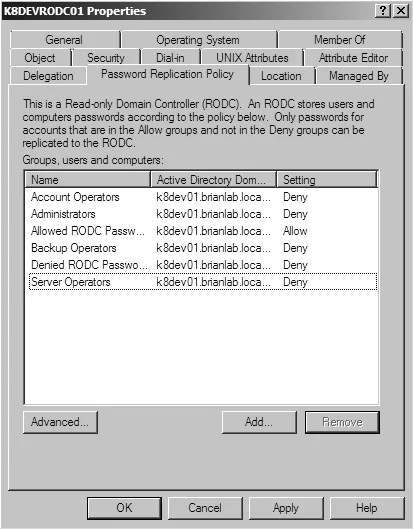 K8DEVRODC01 Properties
General Operating System Member Of
Object Security Dial-in UNIX Attributes Attribute Editor
Delegation Password Replication Policy Location Managed By
This is a Read-only Domain Controller (RODC). An RODC stores users and
computers passwords according to the policy below. Only passwords for
accounts that are in the Allow groups and not in the Deny groups can be
replicated to the RODC.
Groups, users and computers:
Name Active Directory Dom... Setting
Account Operators k8dev01.brianlab.loca... Deny
Administrators k8dev01.brianlab.loca... Deny
Allowed RODC Passw... k8dev01.brianlab.loca... Allow
Backup Operators k8dev01.brianlab.loca... Deny
Denied RODC Passwo... k8dev01.brianlab.loca... Deny
Server Operators k8dev01.brianlab.loca... Deny
Advanced... Add... Remove
OK Cancel Apply Help